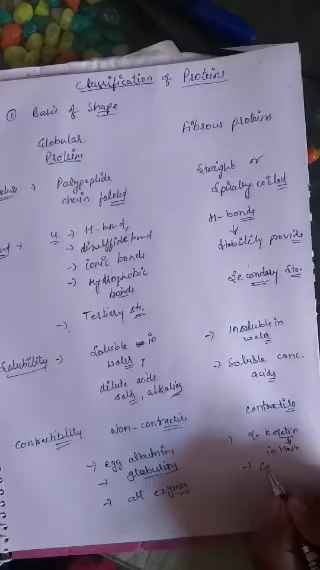 Classification of Proteins
① Basis of Shape
Globular Protein
Fibrous proteins
→ Polypeptide chain folded
Straight or Spirally coiled
4 → H-bond,
→ disulfide bond
→ ionic bonds
→ Hydrophobic bonds
H-bonds
↓
Stability provide
→ Tertiary str.
Secondary Str.
Solubility → Soluble in water,
dilute acids
salt, alkalies
→ Insoluble in water
→ Soluble conc. acids
Contractibility
Non-contractile
contractile
→ egg albumin
→ globulins
→ all enzymes
→ α-Keratin
in Hair
→ C